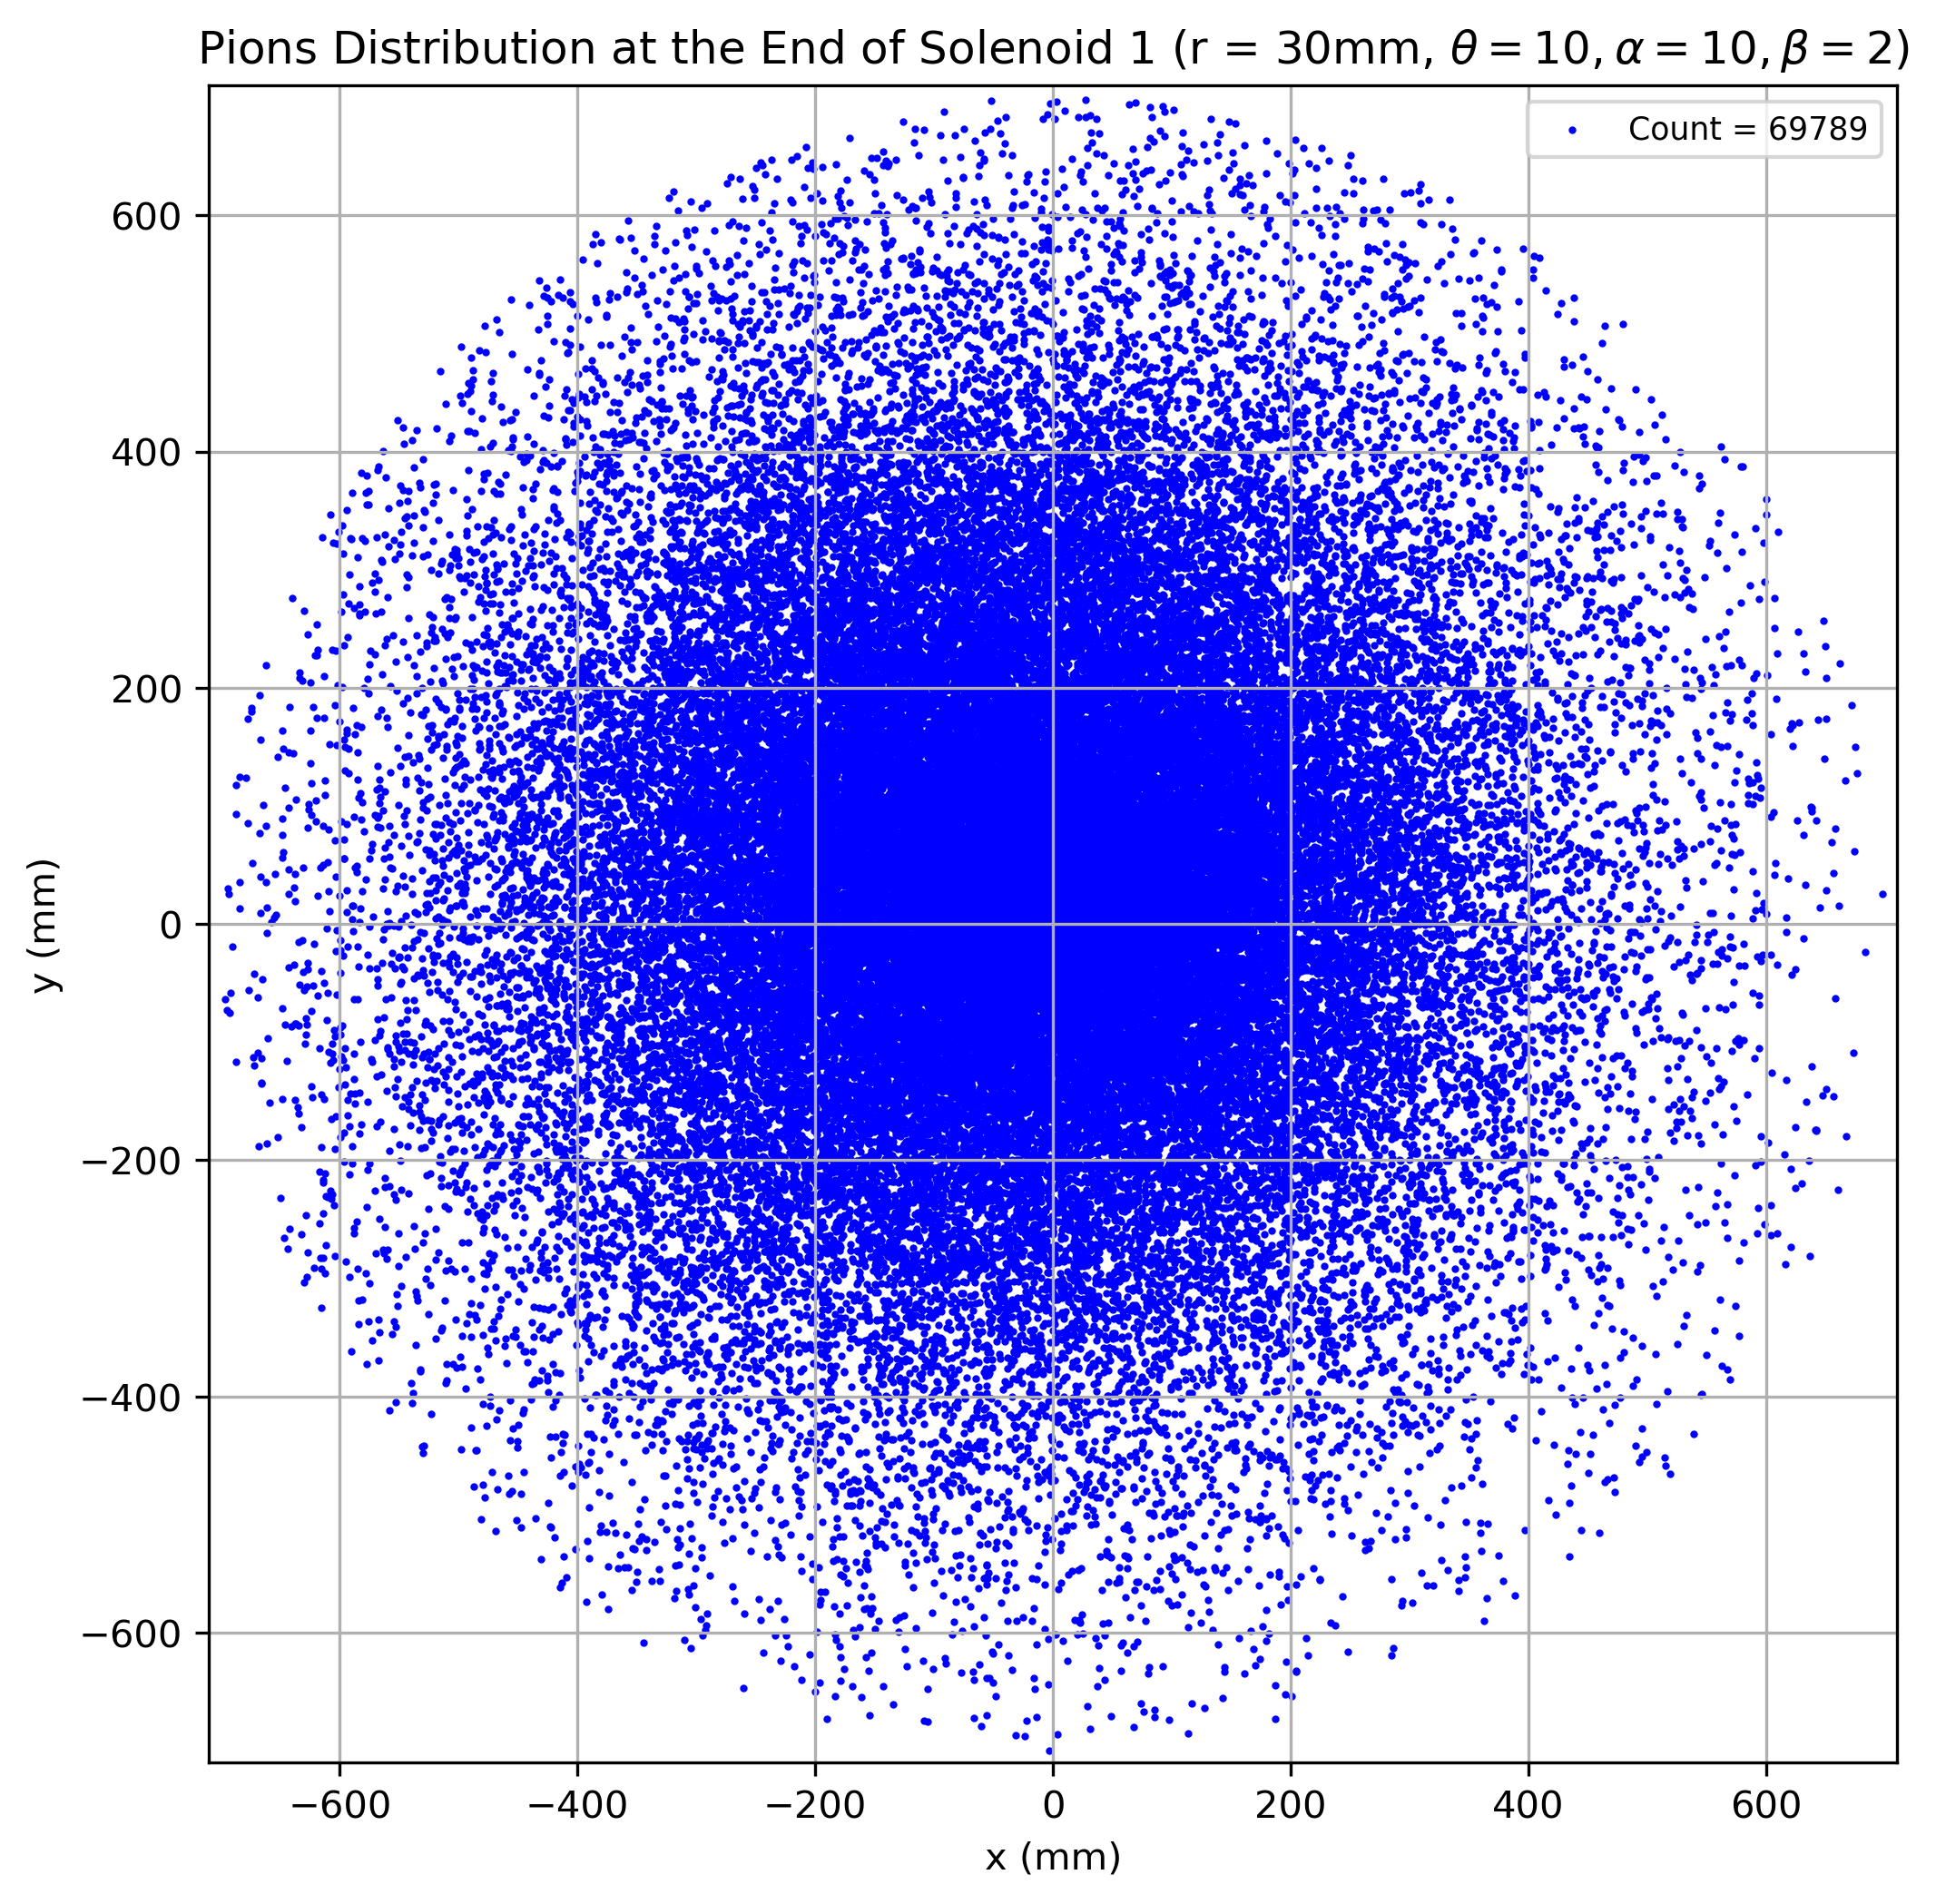 Pions Distribution at the End of Solenoid 1 (r = 30mm, θ = 10, α = 10, β = 2)
Count = 69789
600
400
200
0
−200
−400
−600
y (mm)
−600 −400 −200 0 200 400 600
x (mm)